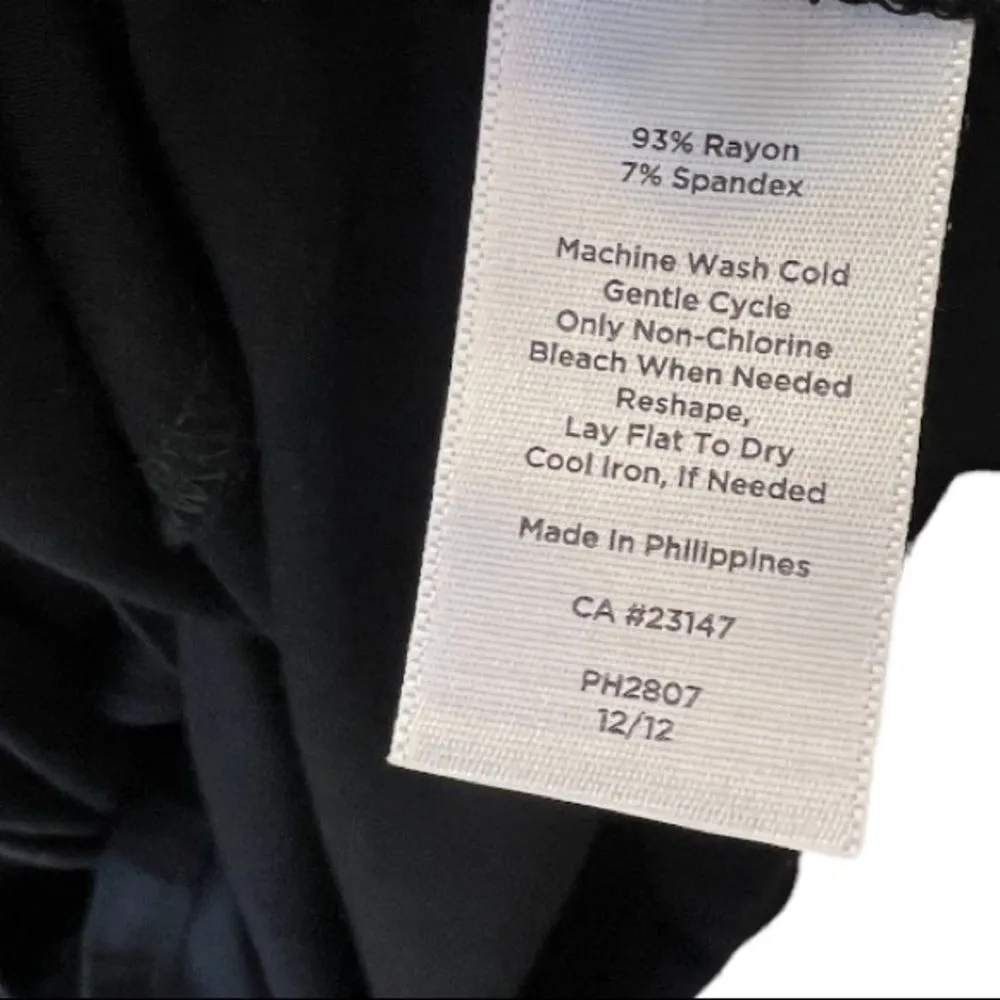 93% Rayon
7% Spandex
Machine Wash Cold
Gentle Cycle
Only Non-Chlorine
Bleach When Needed
Reshape,
Lay Flat To Dry
Cool Iron, If Needed
Made In Philippines
CA #23147
PH2807
12/12